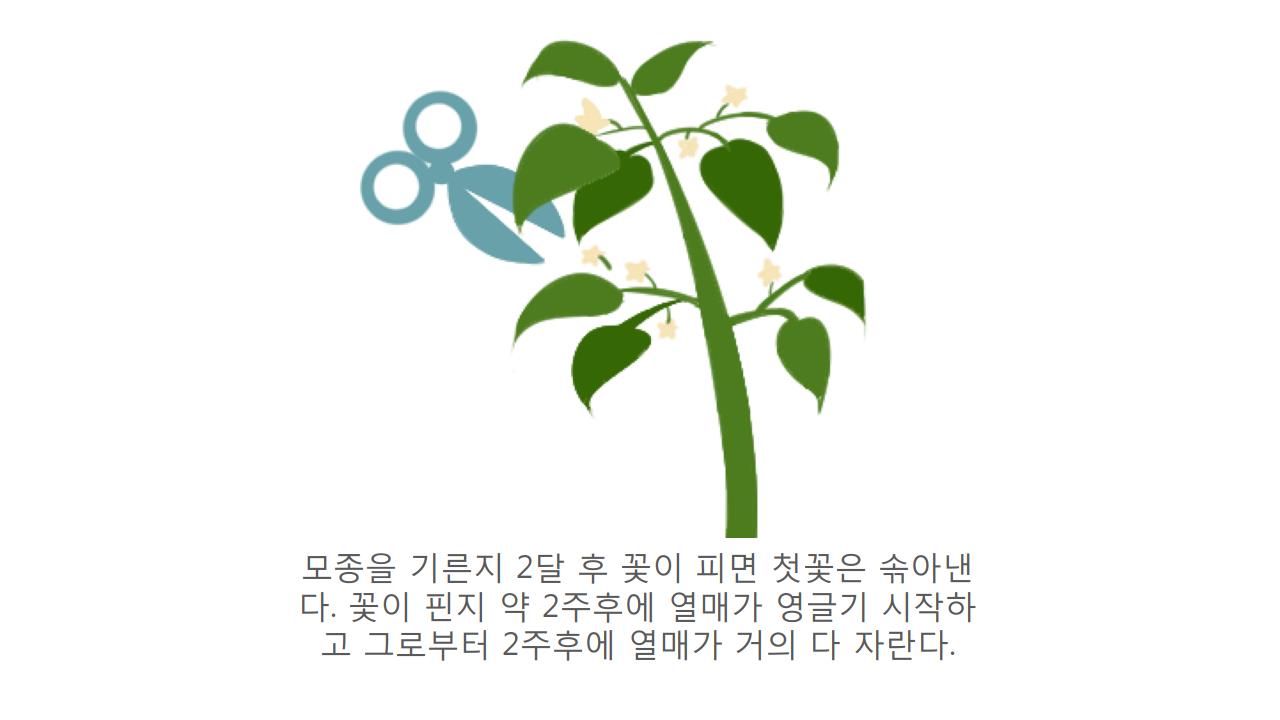 모종을 기른지 2달 후 꽃이 피면 첫꽃은 솎아낸
다. 꽃이 핀지 약 2주후에 열매가 영글기 시작하
고 그로부터 2주후에 열매가 거의 다 자란다.